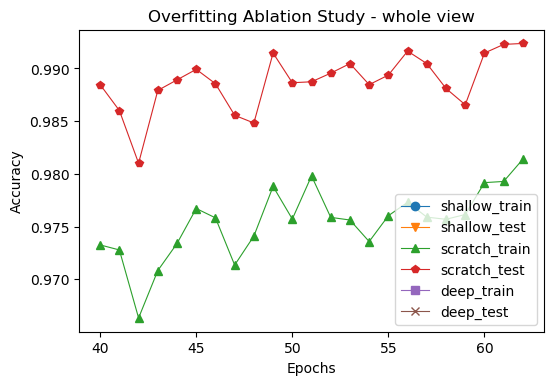 Overfitting Ablation Study - whole view
Accuracy
0.990
0.985
0.980
0.975
0.970
shallow_train
shallow_test
scratch_train
scratch_test
deep_train
deep_test
40
45
50
55
60
Epochs